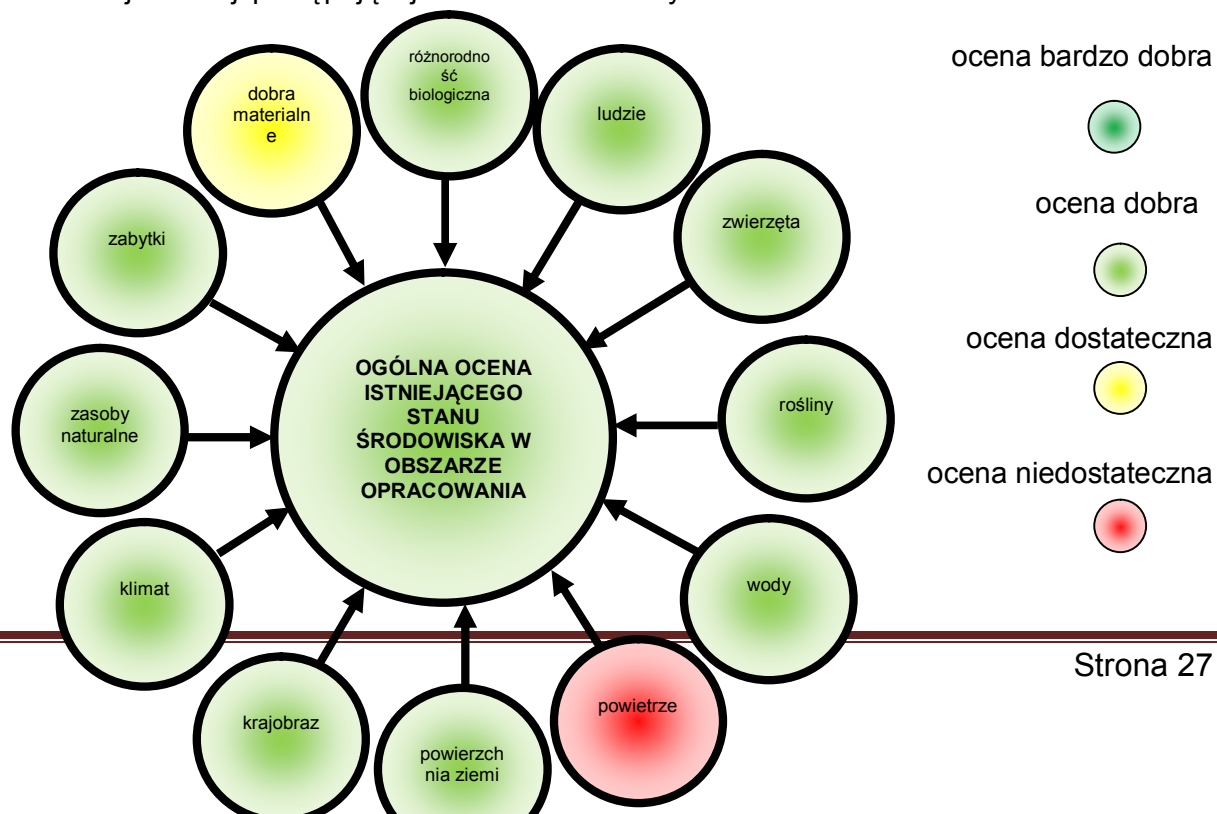 różnorodno
ść
biologiczna
ludzie
zwierzęta
rośliny
wody
powietrze
powierzch
nia ziemi
krajobraz
klimat
zasoby
naturalne
zabytki
dobra
materialn
e
OGÓLNA OCENA
ISTNIEJĄCEGO
STANU
ŚRODOWISKA W
OBSZARZE
OPRACOWANIA
ocena bardzo dobra
ocena dobra
ocena dostateczna
ocena niedostateczna
Strona 27